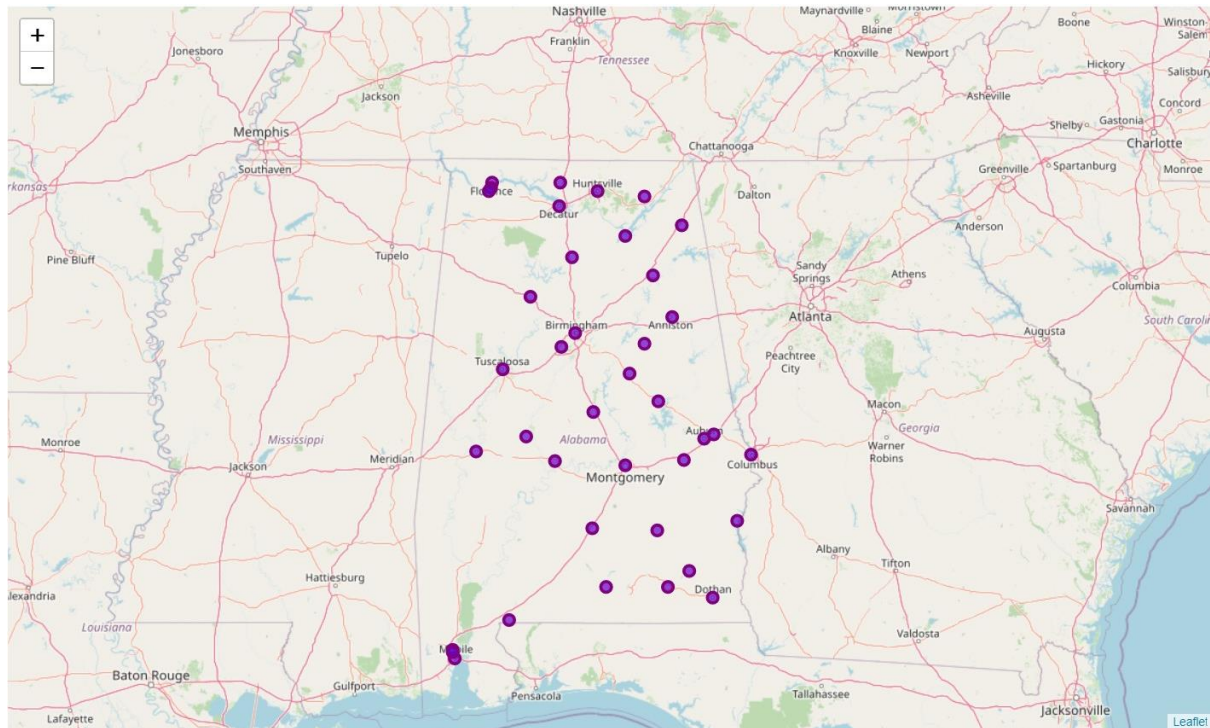 +
−
Nashville
Franklin
Tennessee
Maynardville
Morristown
Blaine
Knoxville
Newport
Boone
Winston-
Salem
Jonesboro
Jackson
Hickory
Salisbury
Asheville
Concord
Memphis
Southaven
Chattanooga
Shelby
Gastonia
Charlotte
Greenville
Spartanburg
Monroe
Arkansas
Florence
Huntsville
Decatur
Dalton
Anderson
Pine Bluff
Tupelo
Sandy
Springs
Athens
Columbia
Birmingham
Anniston
Atlanta
South Carolina
Augusta
Tuscaloosa
Peachtree
City
Macon
Georgia
Monroe
Mississippi
Alabama
Auburn
Warner
Robins
Jackson
Meridian
Montgomery
Columbus
Savannah
Albany
Tifton
Hattiesburg
Alexandria
Dothan
Louisiana
Mobile
Valdosta
Baton Rouge
Gulfport
Pensacola
Tallahassee
Jacksonville
Lafayette
Leaflet